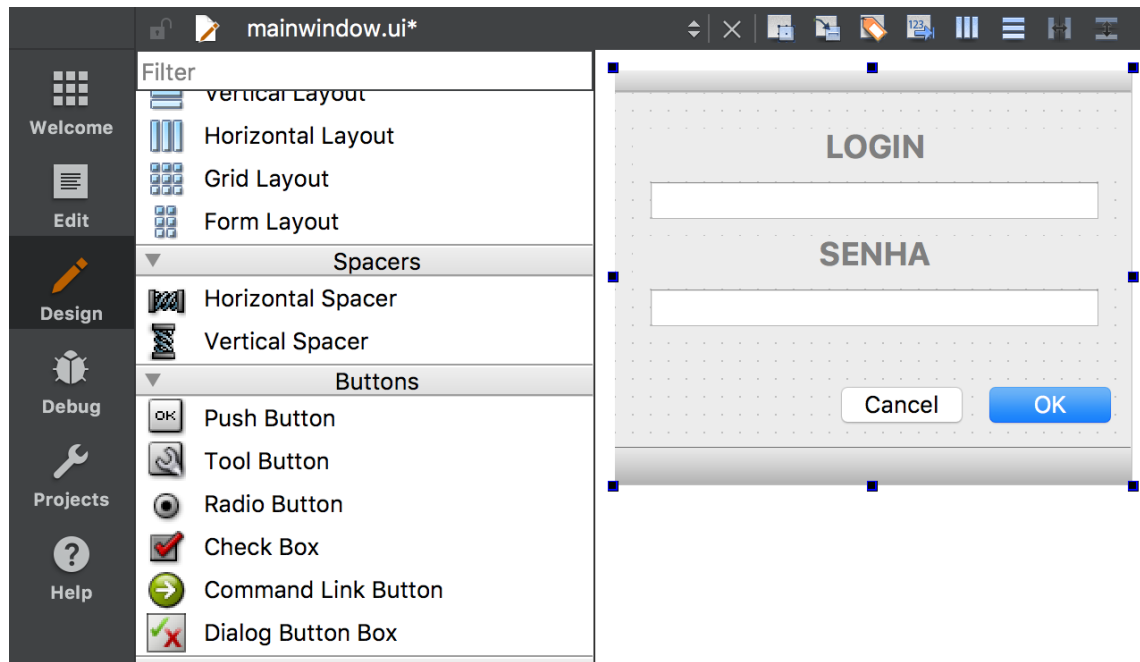 mainwindow.ui*
Welcome
Edit
Design
Debug
Projects
Help
Filter
Vertical Layout
Horizontal Layout
Grid Layout
Form Layout
Spacers
Horizontal Spacer
Vertical Spacer
Buttons
OK Push Button
Tool Button
Radio Button
Check Box
Command Link Button
Dialog Button Box
123
LOGIN
SENHA
Cancel OK